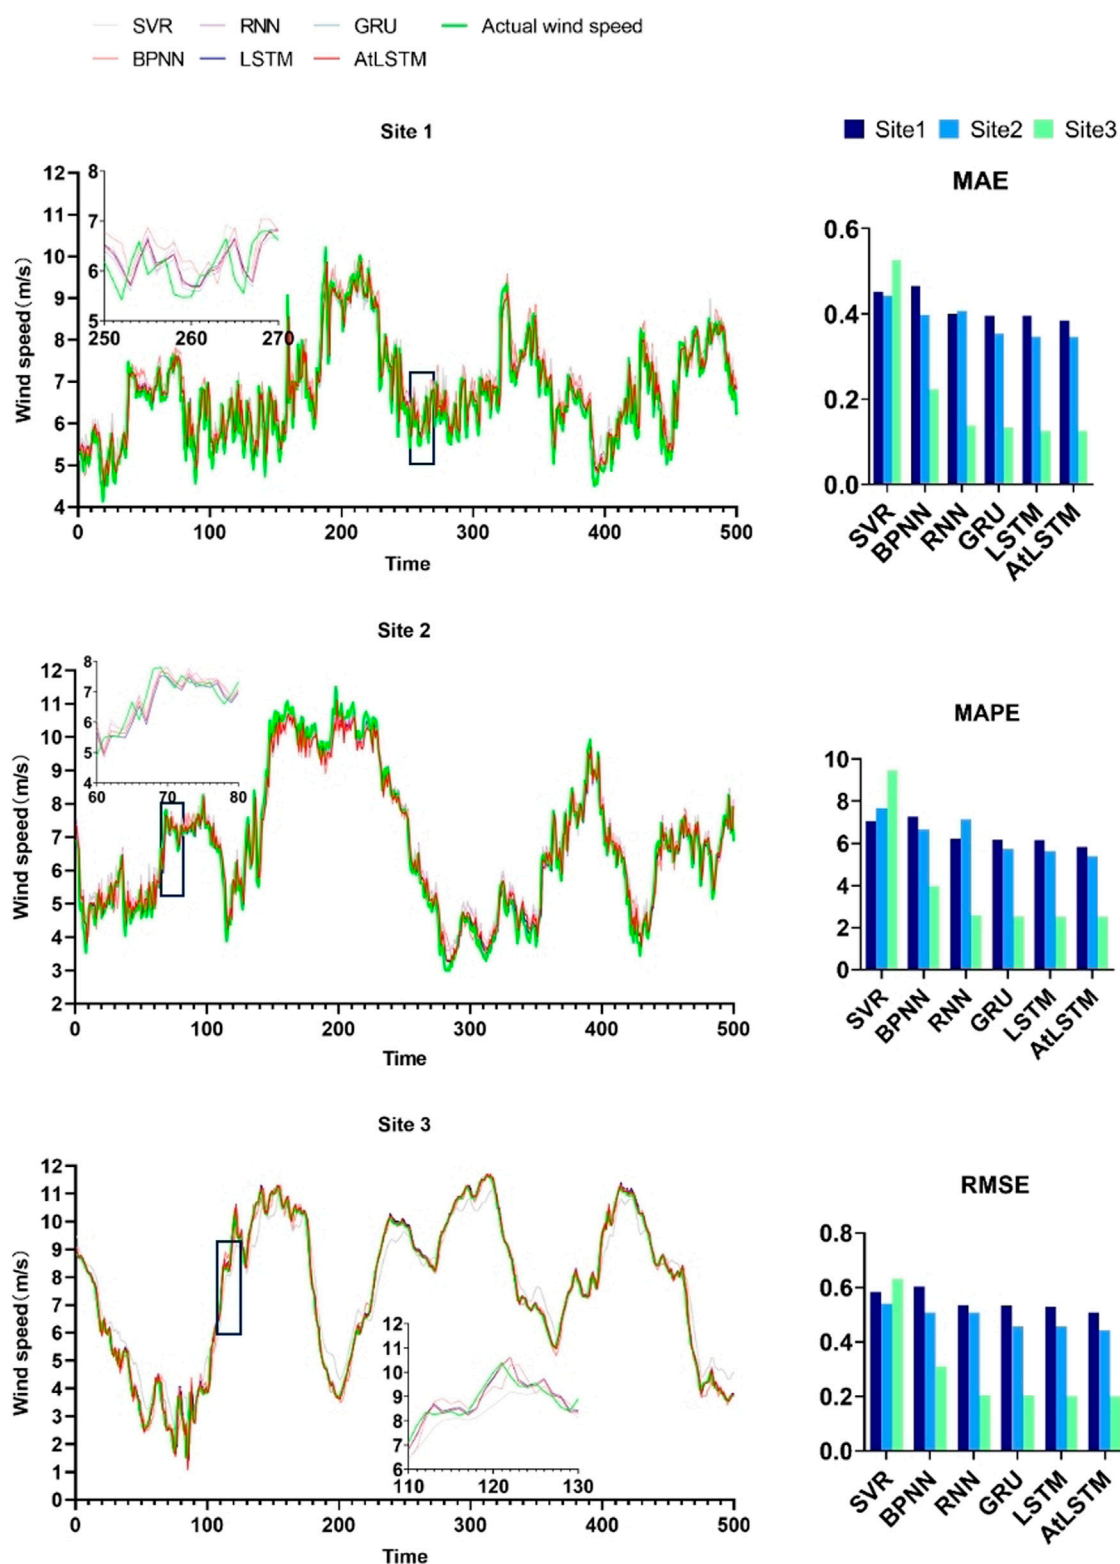 SVR RNN GRU Actual wind speed
BPNN LSTM AtLSTM
Site 1
Wind speed(m/s)
12
11
10
9
8
7
6
5
4
0 100 200 300 400 500
Time
8
7
6
5
250 260 270
Site1 Site2 Site3
MAE
0.6
0.4
0.2
0.0
SVR
BPNN
RNN
GRU
LSTM
AtLSTM
Site 2
Wind speed(m/s)
12
11
10
9
8
7
6
5
4
3
2
0 100 200 300 400 500
Time
8
7
6
5
4
60 70 80
MAPE
10
8
6
4
2
0
SVR
BPNN
RNN
GRU
LSTM
AtLSTM
Site 3
Wind speed(m/s)
12
11
10
9
8
7
6
5
4
3
2
1
0
0 100 200 300 400 500
Time
12
10
9
8
7
6
110 120 130
RMSE
0.8
0.6
0.4
0.2
0.0
SVR
BPNN
RNN
GRU
LSTM
AtLSTM